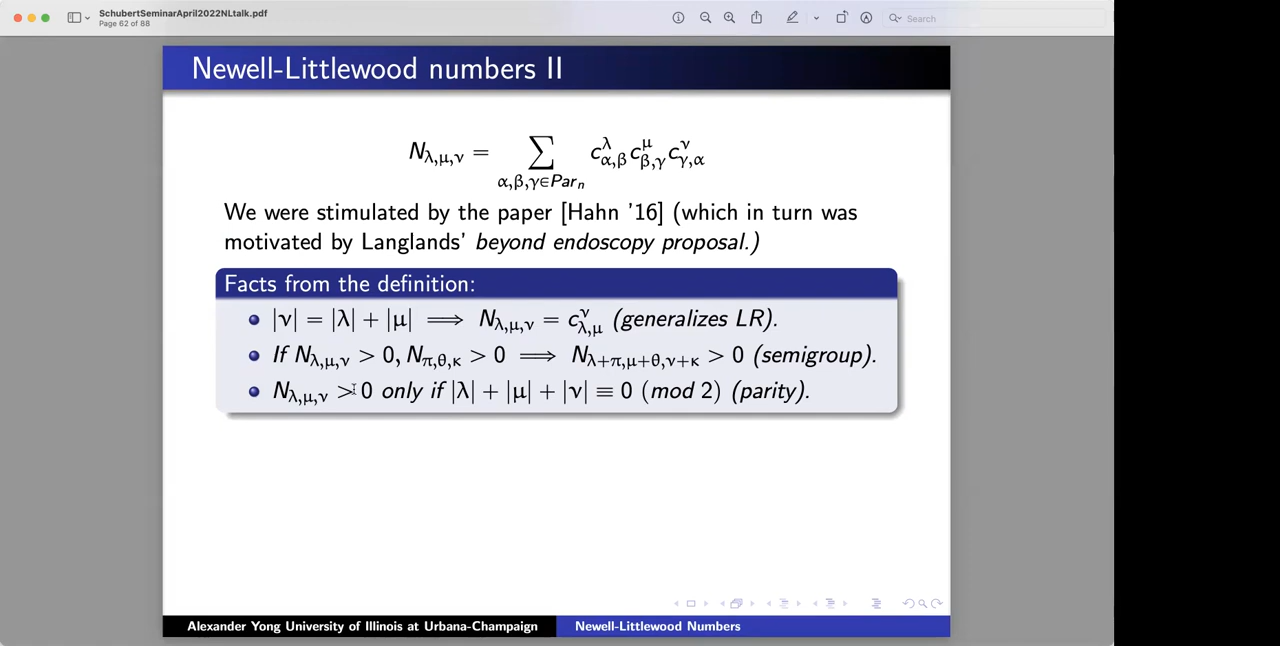 SchubertSeminarApril2022NLtalk.pdf
Page 62 of 88
Search
Newell-Littlewood numbers II
N_{λ,μ,ν} = ∑_{α,β,γ∈Par_n} c^λ_{α,β} c^μ_{β,γ} c^ν_{γ,α}
We were stimulated by the paper [Hahn '16] (which in turn was
motivated by Langlands' beyond endoscopy proposal.)
Facts from the definition:
|ν| = |λ| + |μ| ⟹ N_{λ,μ,ν} = c^ν_{λ,μ} (generalizes LR).
If N_{λ,μ,ν} > 0, N_{π,θ,κ} > 0 ⟹ N_{λ+π,μ+θ,ν+κ} > 0 (semigroup).
N_{λ,μ,ν} > 0 only if |λ| + |μ| + |ν| ≡ 0 (mod 2) (parity).
Alexander Yong University of Illinois at Urbana-Champaign
Newell-Littlewood Numbers